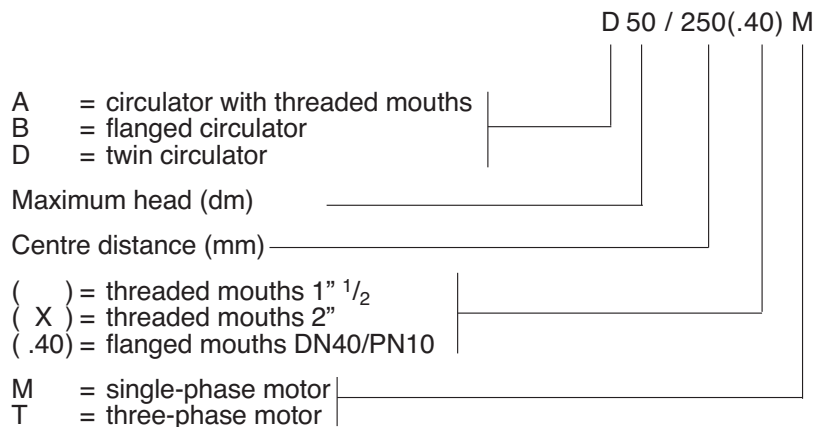 D 50 / 250(.40) M
A = circulator with threaded mouths
B = flanged circulator
D = twin circulator
Maximum head (dm)
Centre distance (mm)
( ) = threaded mouths 1” 1/2
( X ) = threaded mouths 2”
( .40) = flanged mouths DN40/PN10
M = single-phase motor
T = three-phase motor